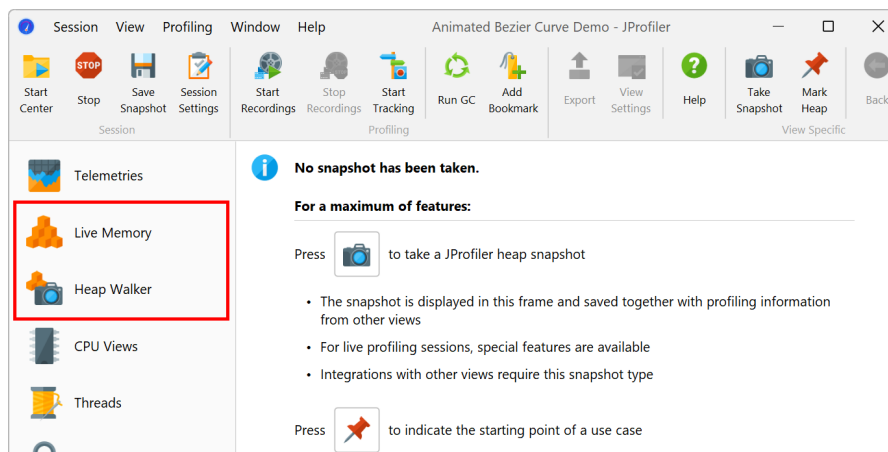 Session View Profiling Window Help Animated Bezier Curve Demo - JProfiler
Start Center
STOP
Stop
Save Snapshot
Session Settings
Start Recordings
Stop Recordings
Start Tracking
Run GC
Add Bookmark
Export
View Settings
Help
Take Snapshot
Mark Heap
Back
Session Profiling View Specific
Telemetries
Live Memory
Heap Walker
CPU Views
Threads
No snapshot has been taken.
For a maximum of features:
Press to take a JProfiler heap snapshot
• The snapshot is displayed in this frame and saved together with profiling information
from other views
• For live profiling sessions, special features are available
• Integrations with other views require this snapshot type
Press to indicate the starting point of a use case